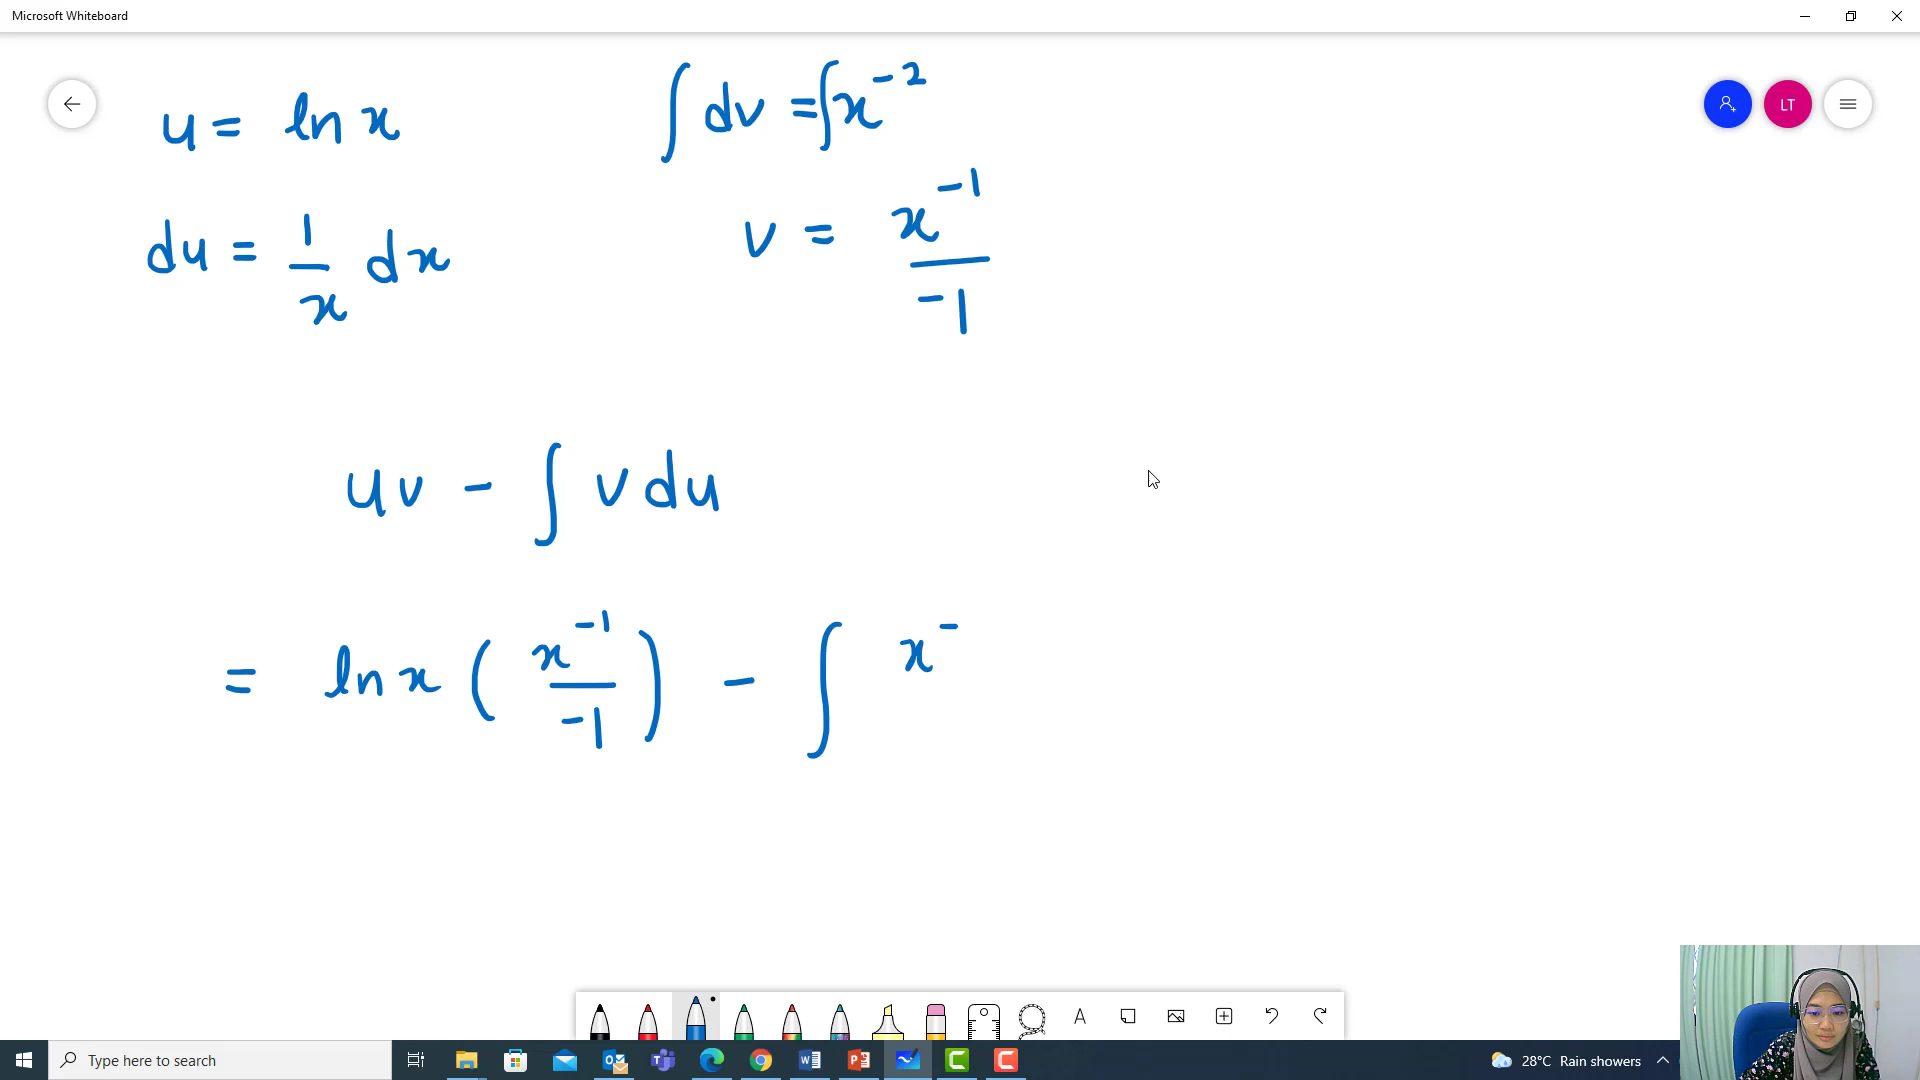 Microsoft Whiteboard
LT
u = ln x
∫ dv = ∫ x⁻²
du = 1/x dx
v = x⁻¹/-1
uv - ∫ v du
= ln x ( x⁻¹/-1 ) - ∫ x⁻
A
Type here to search
28°C Rain showers